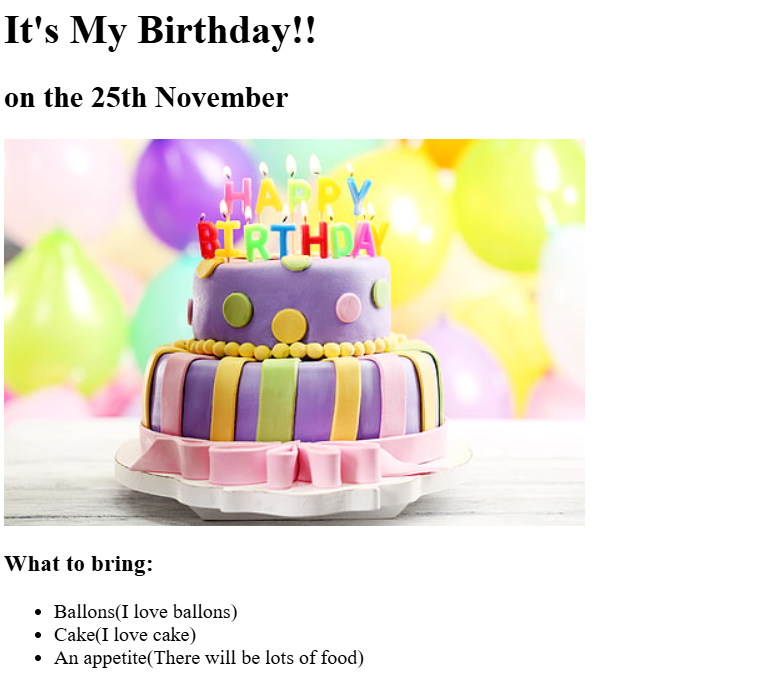 It's My Birthday!!
on the 25th November
HAPPY
BIRTHDAY
What to bring:
• Ballons(I love ballons)
• Cake(I love cake)
• An appetite(There will be lots of food)